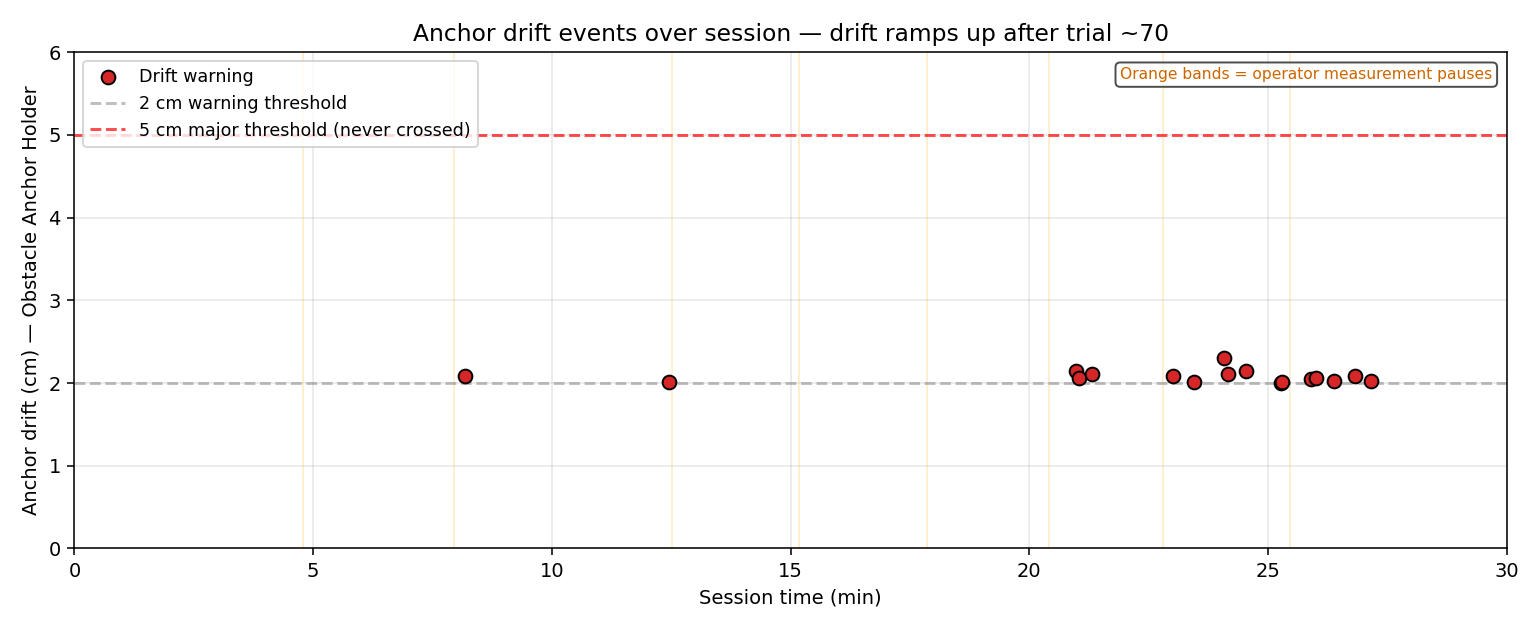 Anchor drift events over session — drift ramps up after trial ~70
Anchor drift (cm) — Obstacle Anchor Holder
6
5
4
3
2
1
0
Drift warning
2 cm warning threshold
5 cm major threshold (never crossed)
Orange bands = operator measurement pauses
0 5 10 15 20 25 30
Session time (min)